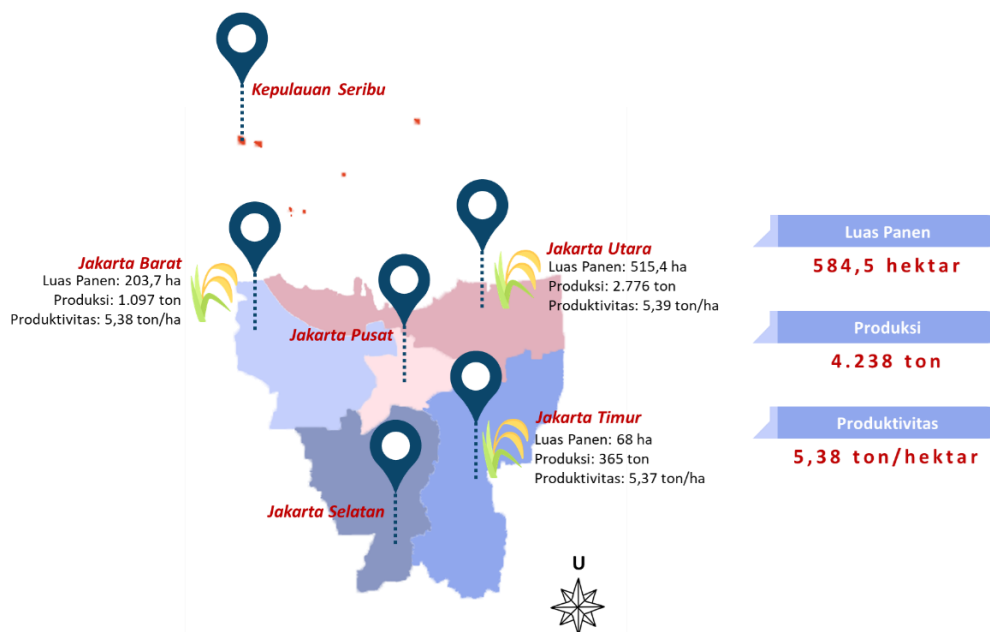 Kepulauan Seribu
Jakarta Barat
Luas Panen: 203,7 ha
Produksi: 1.097 ton
Produktivitas: 5,38 ton/ha
Jakarta Utara
Luas Panen: 515,4 ha
Produksi: 2.776 ton
Produktivitas: 5,39 ton/ha
Jakarta Pusat
Jakarta Timur
Luas Panen: 68 ha
Produksi: 365 ton
Produktivitas: 5,37 ton/ha
Jakarta Selatan
U
Luas Panen
584,5 hektar
Produksi
4.238 ton
Produktivitas
5,38 ton/hektar